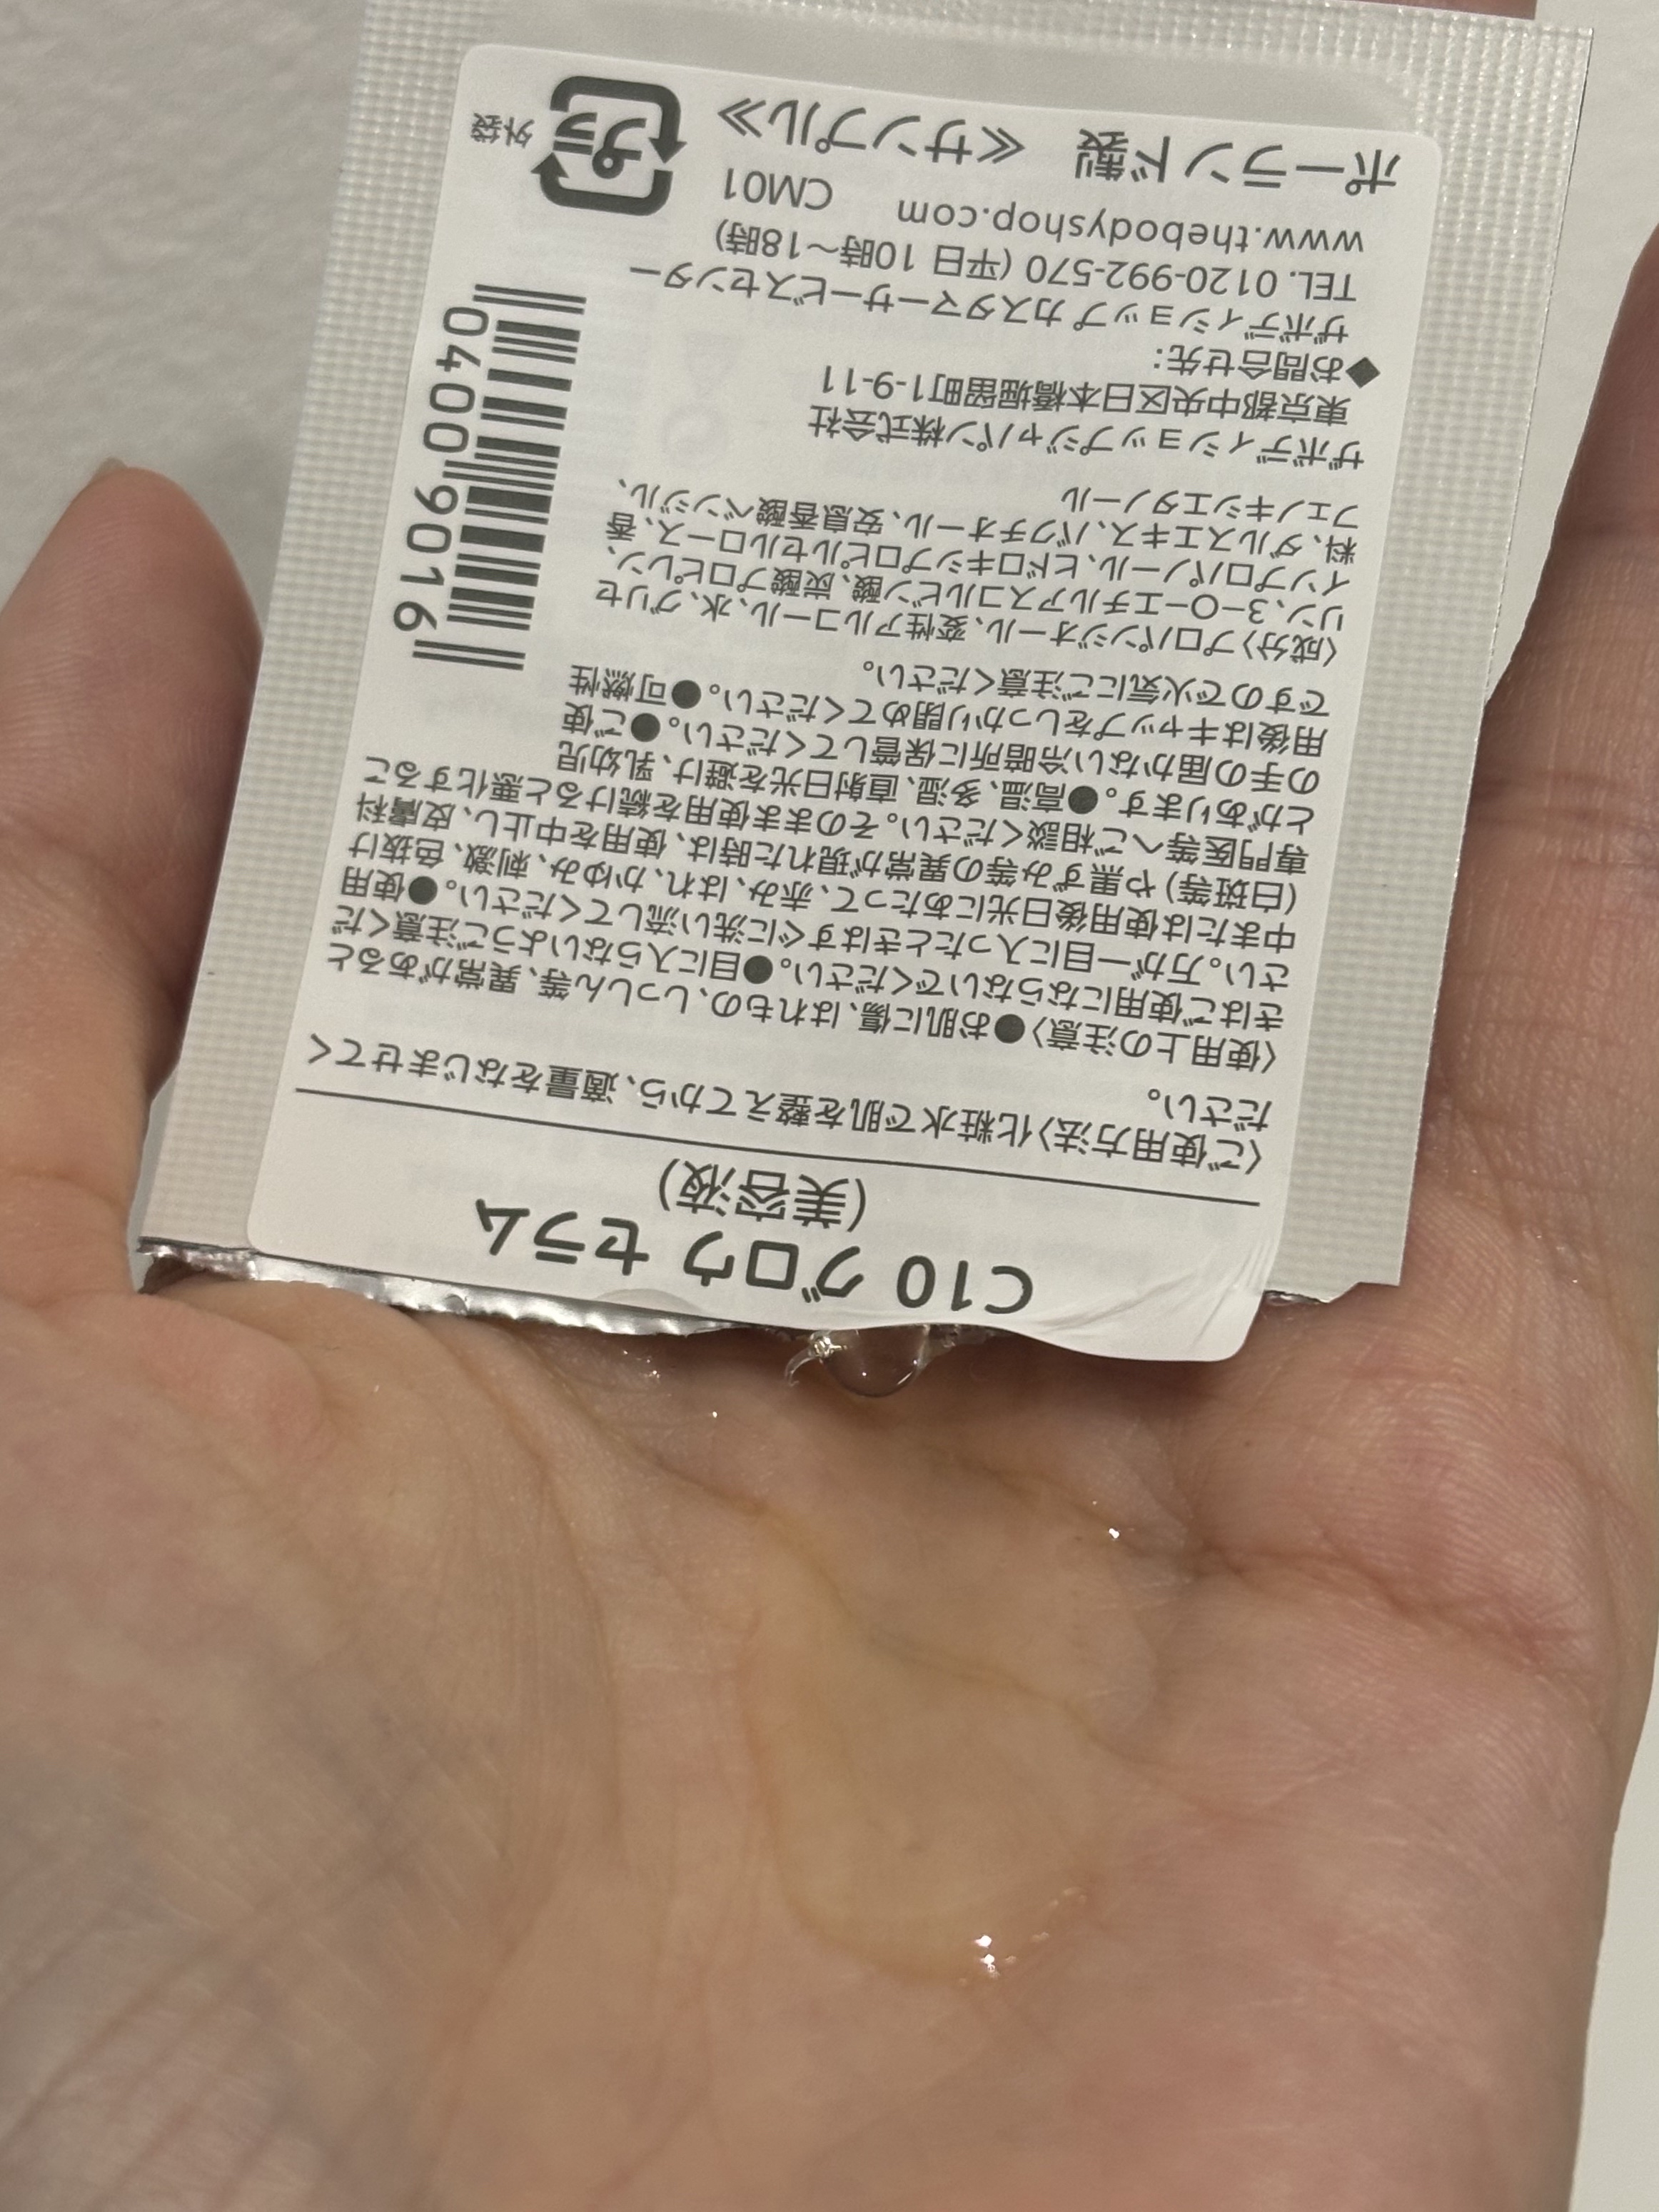 C10 グロウ セラム
(美容液)
〈ご使用方法〉化粧水で肌を整えてから、適量をなじませてく
ださい。
〈使用上の注意〉●お肌に傷、はれもの、しっしん等、異常があると
きはご使用にならないでください。●目に入らないようご注意くだ
さい。万が一目に入ったときはすぐに洗い流してください。●使用
中または使用後日光にあたって、赤み、はれ、かゆみ、刺激、色抜け
(白斑等)や黒ずみ等の異常が現れた時は、使用を中止し、皮膚科
専門医等へご相談ください。そのまま使用を続けると悪化するこ
とがあります。●高温、多湿、直射日光を避け、乳幼児
の手の届かない冷暗所に保管してください。●ご使
用後はキャップをしっかり閉めてください。●可燃性
ですので火気にご注意ください。
〈成分〉プロパンジオール、変性アルコール、水、グリセ
リン、3-O-エチルアスコルビン酸、炭酸プロピレン、
イソプロパノール、ヒドロキシプロピルセルロース、香
料、ダルスエキス、バクチオール、安息香酸ベンジル、
フェノキシエタノール
ザボディショップジャパン株式会社
東京都中央区日本橋堀留町1-9-11
◆お問合せ先:
ザボディショップ カスタマーサービスセンター
TEL. 0120-992-570 (平日 10時～18時)
www.thebodyshop.com CM01
ポーランド製 ≪サンプル≫
0400 9016
プラ
外袋